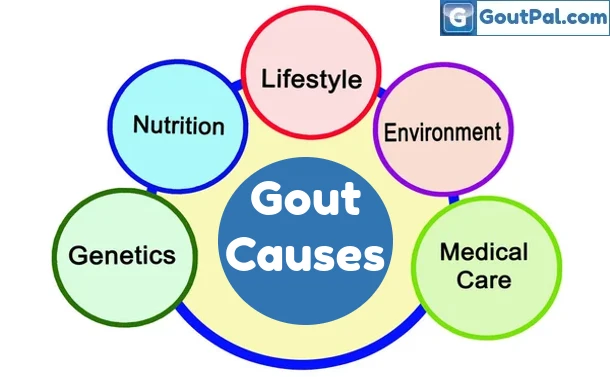 G GoutPal.com
Lifestyle
Nutrition
Environment
Gout
Causes
Genetics
Medical
Care